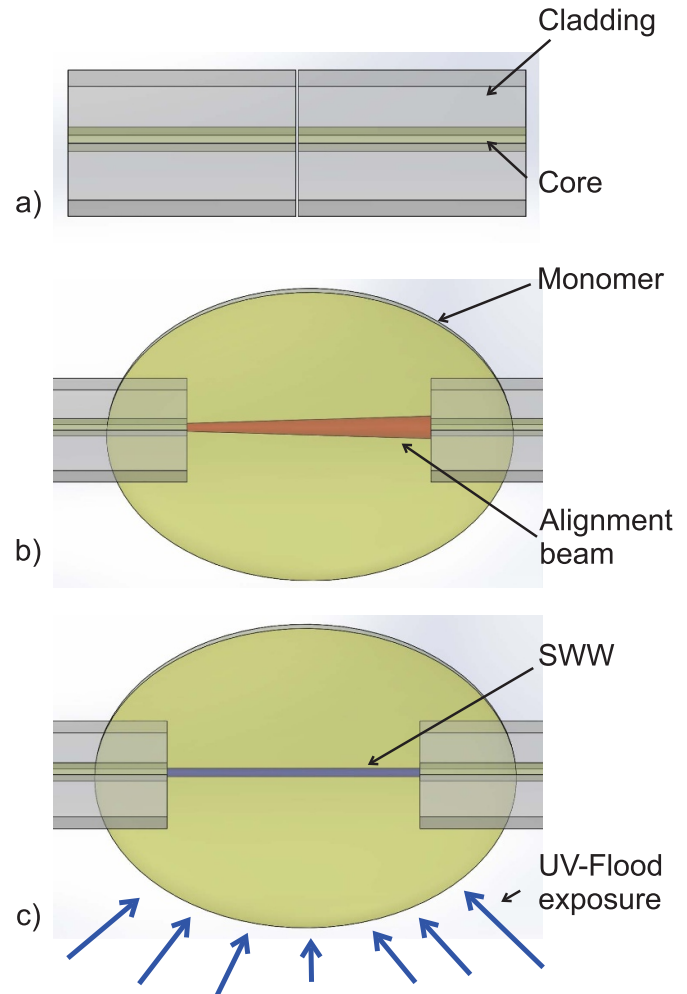 Cladding
Core
a)
Monomer
Alignment
beam
b)
SWW
UV-Flood
exposure
c)